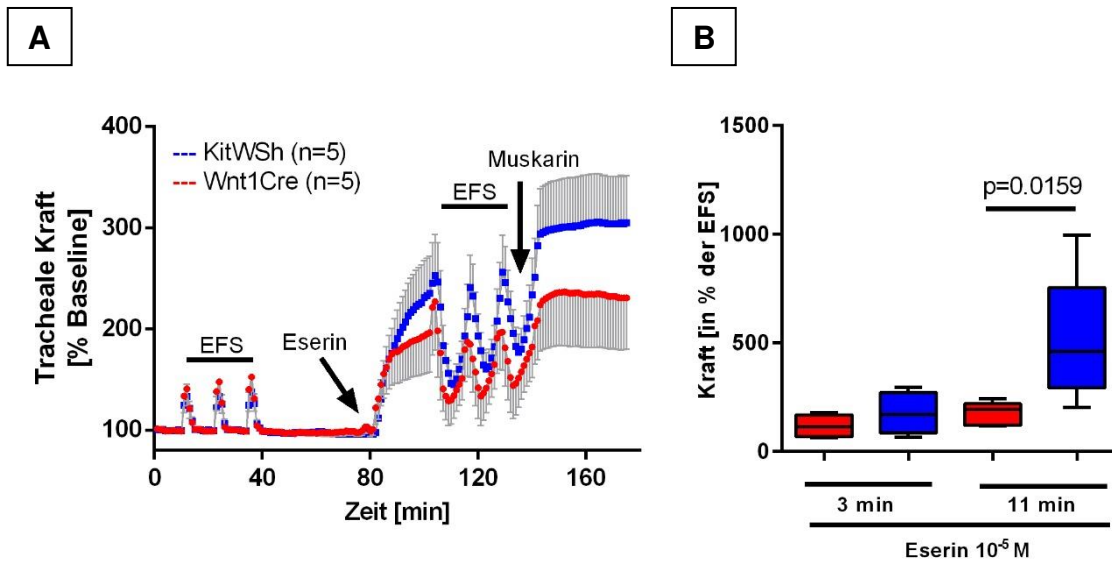 A
Tracheale Kraft
[% Baseline]
400
300
200
100
KitWSh (n=5)
Wnt1Cre (n=5)
EFS
Eserin
EFS
Muskarin
0
40
80
120
160
Zeit [min]
B
Kraft [in % der EFS]
1500
1000
500
0
p=0.0159
3 min
11 min
Eserin 10⁻⁵ M